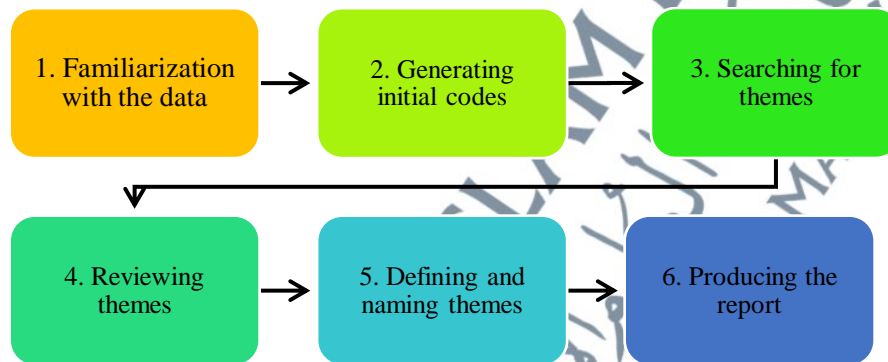 1. Familiarization
with the data
2. Generating
initial codes
3. Searching for
themes
4. Reviewing
themes
5. Defining and
naming themes
6. Producing the
report